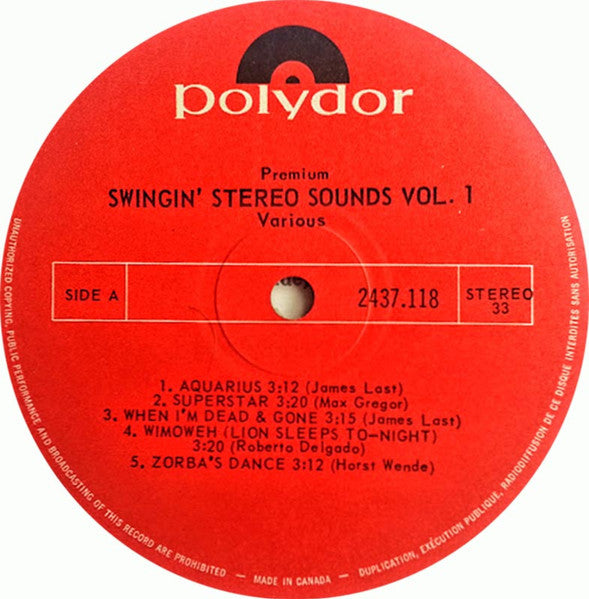 polydor
Premium
SWINGIN' STEREO SOUNDS VOL. 1
Various
SIDE A
2437.118
STEREO
33
1. AQUARIUS 3:12 (James Last)
2. SUPERSTAR 3:20 (Max Gregor)
3. WHEN I'M DEAD & GONE 3:15 (James Last)
4. WIMOWEH (LION SLEEPS TO-NIGHT)
3:20 (Roberto Delgado)
5. ZORBA'S DANCE 3:12 (Horst Wende)
UNAUTHORIZED COPYING, PUBLIC PERFORMANCE AND BROADCASTING OF THIS RECORD ARE PROHIBITED – MADE IN CANADA – DUPLICATION, EXÉCUTION PUBLIQUE, RADIODIFFUSION DE CE DISQUE INTERDITES SANS AUTORISATION